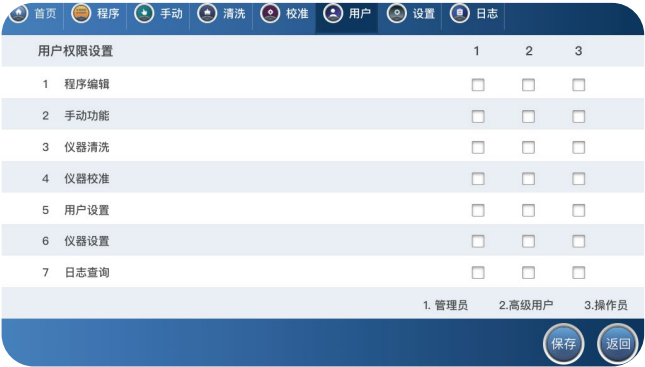 首页 程序 手动 清洗 校准 用户 设置 日志
用户权限设置 1 2 3
1 程序编辑
2 手动功能
3 仪器清洗
4 仪器校准
5 用户设置
6 仪器设置
7 日志查询
1. 管理员 2.高级用户 3.操作员
保存 返回